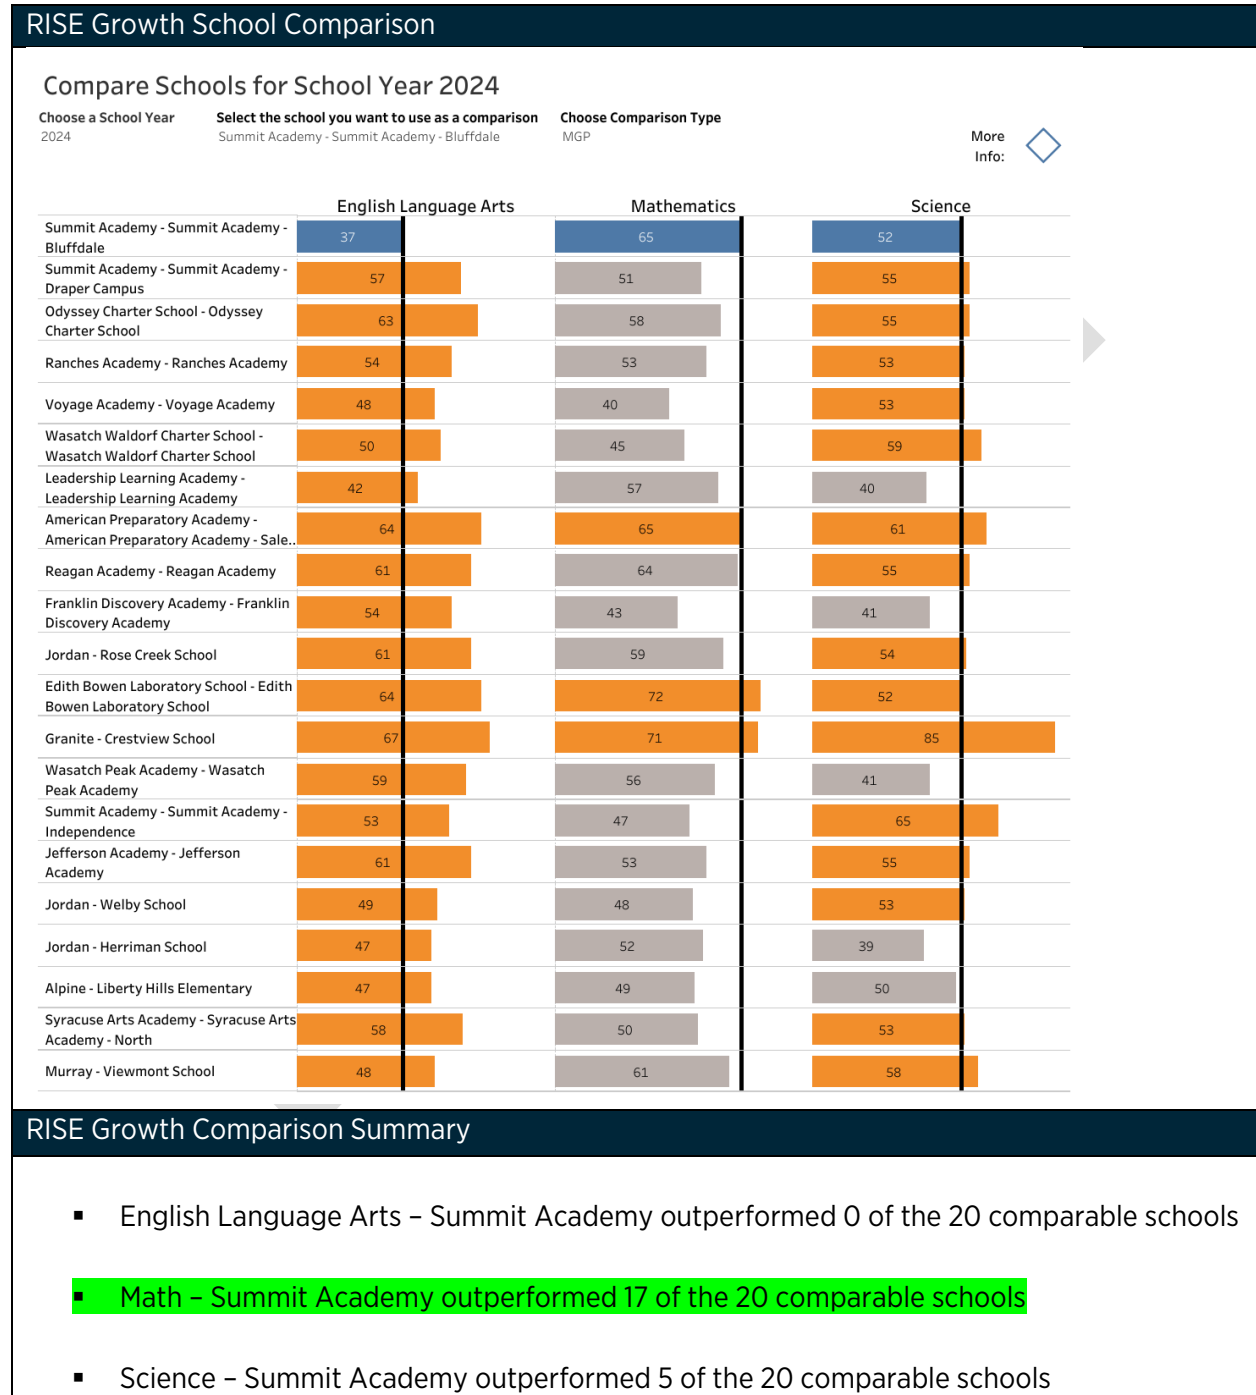 RISE Growth School Comparison
Compare Schools for School Year 2024
Choose a School Year Select the school you want to use as a comparison Choose Comparison Type
2024 Summit Academy - Summit Academy - Bluffdale MGP
More
Info:
English Language Arts Mathematics Science
Summit Academy - Summit Academy -
Bluffdale
37 65 52
Summit Academy - Summit Academy -
Draper Campus
57 51 55
Odyssey Charter School - Odyssey
Charter School
63 58 55
Ranches Academy - Ranches Academy 54 53 53
Voyage Academy - Voyage Academy 48 40 53
Wasatch Waldorf Charter School -
Wasatch Waldorf Charter School
50 45 59
Leadership Learning Academy -
Leadership Learning Academy
42 57 40
American Preparatory Academy -
American Preparatory Academy - Sale..
64 65 61
Reagan Academy - Reagan Academy 61 64 55
Franklin Discovery Academy - Franklin
Discovery Academy
54 43 41
Jordan - Rose Creek School 61 59 54
Edith Bowen Laboratory School - Edith
Bowen Laboratory School
64 72 52
Granite - Crestview School 67 71 85
Wasatch Peak Academy - Wasatch
Peak Academy
59 56 41
Summit Academy - Summit Academy -
Independence
53 47 65
Jefferson Academy - Jefferson
Academy
61 53 55
Jordan - Welby School 49 48 53
Jordan - Herriman School 47 52 39
Alpine - Liberty Hills Elementary 47 49 50
Syracuse Arts Academy - Syracuse Arts
Academy - North
58 50 53
Murray - Viewmont School 48 61 58
RISE Growth Comparison Summary
▪ English Language Arts – Summit Academy outperformed 0 of the 20 comparable schools
▪ Math – Summit Academy outperformed 17 of the 20 comparable schools
▪ Science – Summit Academy outperformed 5 of the 20 comparable schools